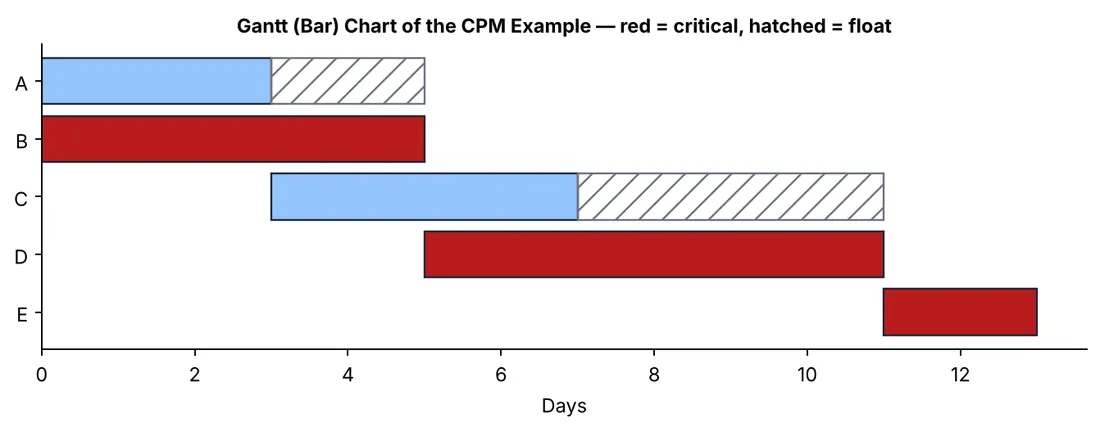 Gantt (Bar) Chart of the CPM Example — red = critical, hatched = float
A
B
C
D
E
0 2 4 6 8 10 12
Days